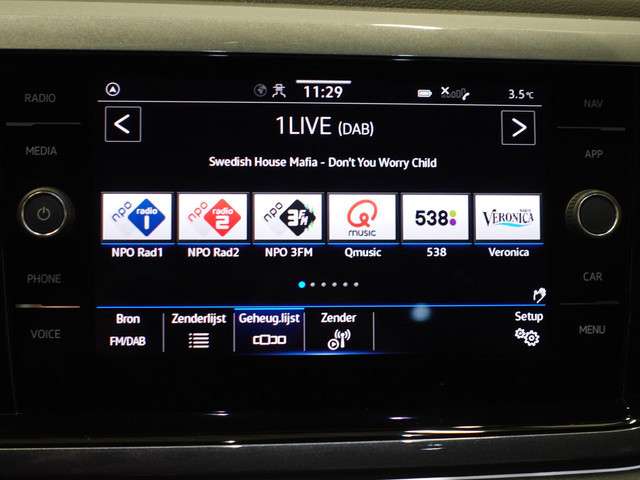 RADIO
MEDIA
PHONE
VOICE
11:29
3.5°C
1LIVE (DAB)
Swedish House Mafia - Don't You Worry Child
npo radio 1
npo radio 2
npo 3FM
Q music
538
RADIO VERONICA
NPO Rad1
NPO Rad2
NPO 3FM
Qmusic
538
Veronica
Bron
FM/DAB
Zenderlijst
Geheug.lijst
Zender
Setup
NAV
APP
CAR
MENU